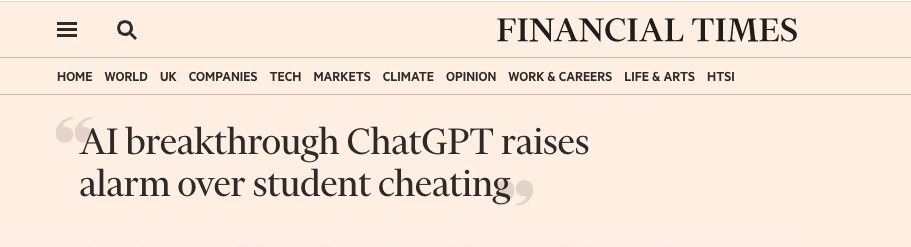 FINANCIAL TIMES
HOME WORLD UK COMPANIES TECH MARKETS CLIMATE OPINION WORK & CAREERS LIFE & ARTS HTSI
“AI breakthrough ChatGPT raises
alarm over student cheating”